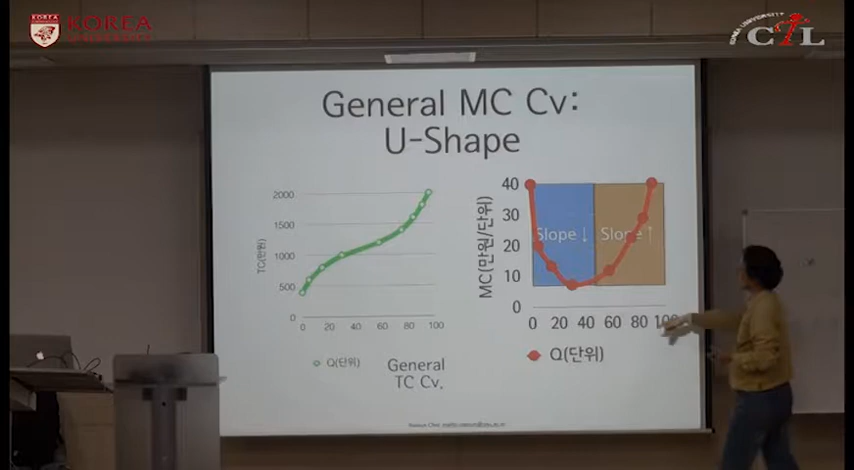 KOREA
CTL
General MC Cv:
U-Shape
TC(만원)
2000
1500
1000
500
0
0 20 40 60 80 100
Q(단위)
General
TC Cv.
MC(만원/단위)
40
30
20
10
0
Slope↓ Slope↑
0 20 40 60 80 100
Q(단위)